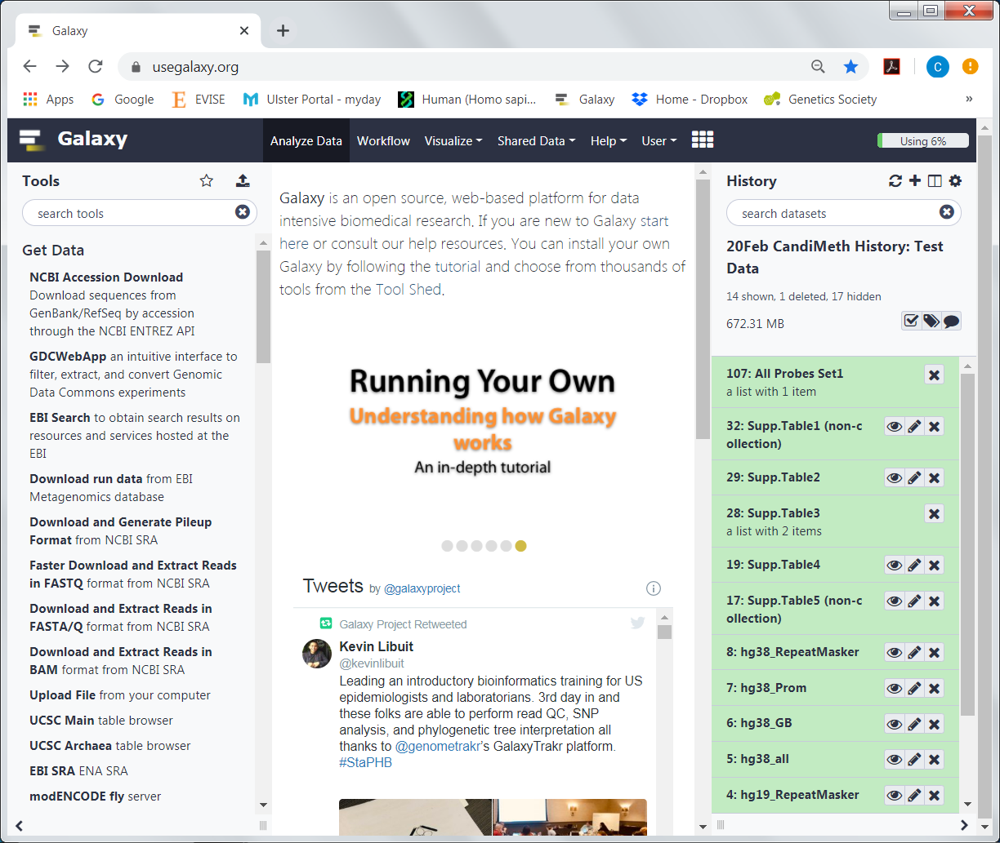 Galaxy
usegalaxy.org
C
Apps
Google
EVISE
Ulster Portal - myday
Human (Homo sapi...
Galaxy
Home - Dropbox
Genetics Society
»
Galaxy
Analyze Data
Workflow
Visualize
Shared Data
Help
User
Using 6%
Tools
search tools
Get Data
NCBI Accession Download
Download sequences from
GenBank/RefSeq by accession
through the NCBI ENTREZ API
GDCWebApp an intuitive interface to
filter, extract, and convert Genomic
Data Commons experiments
EBI Search to obtain search results on
resources and services hosted at the
EBI
Download run data from EBI
Metagenomics database
Download and Generate Pileup
Format from NCBI SRA
Faster Download and Extract Reads
in FASTQ format from NCBI SRA
Download and Extract Reads in
FASTA/Q format from NCBI SRA
Download and Extract Reads in
BAM format from NCBI SRA
Upload File from your computer
UCSC Main table browser
UCSC Archaea table browser
EBI SRA ENA SRA
modENCODE fly server
Galaxy is an open source, web-based platform for data
intensive biomedical research. If you are new to Galaxy start
here or consult our help resources. You can install your own
Galaxy by following the tutorial and choose from thousands of
tools from the Tool Shed.
Running Your Own
Understanding how Galaxy
works
An in-depth tutorial
Tweets by @galaxyproject
Galaxy Project Retweeted
Kevin Libuit
@kevinlibuit
Leading an introductory bioinformatics training for US
epidemiologists and laboratorians. 3rd day in and
these folks are able to perform read QC, SNP
analysis, and phylogenetic tree interpretation all
thanks to @genometrakr's GalaxyTrakr platform.
#StaPHB
History
search datasets
20Feb CandiMeth History: Test
Data
14 shown, 1 deleted, 17 hidden
672.31 MB
107: All Probes Set1
a list with 1 item
32: Supp.Table1 (non-c
ollection)
29: Supp.Table2
28: Supp.Table3
a list with 2 items
19: Supp.Table4
17: Supp.Table5 (non-c
ollection)
8: hg38_RepeatMasker
7: hg38_Prom
6: hg38_GB
5: hg38_all
4: hg19_RepeatMasker